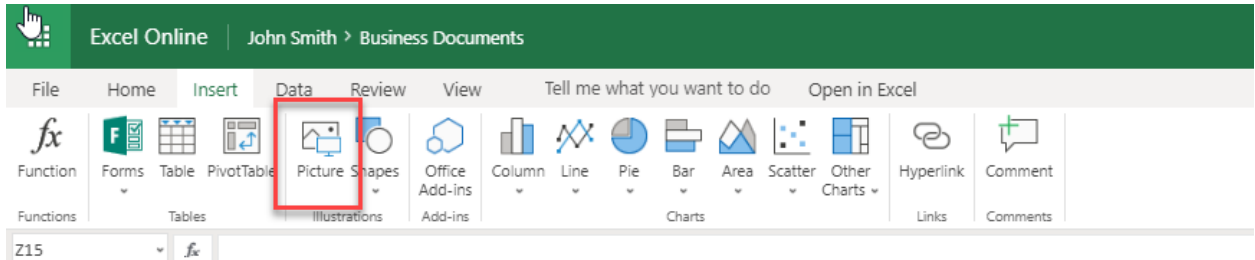 Excel Online | John Smith > Business Documents
File Home Insert Data Review View Tell me what you want to do Open in Excel
fx F
Function Forms Table PivotTable Picture Shapes Office Add-ins Column Line Pie Bar Area Scatter Other Charts Hyperlink Comment
Functions Tables Illustrations Add-ins Charts Links Comments
Z15 fx